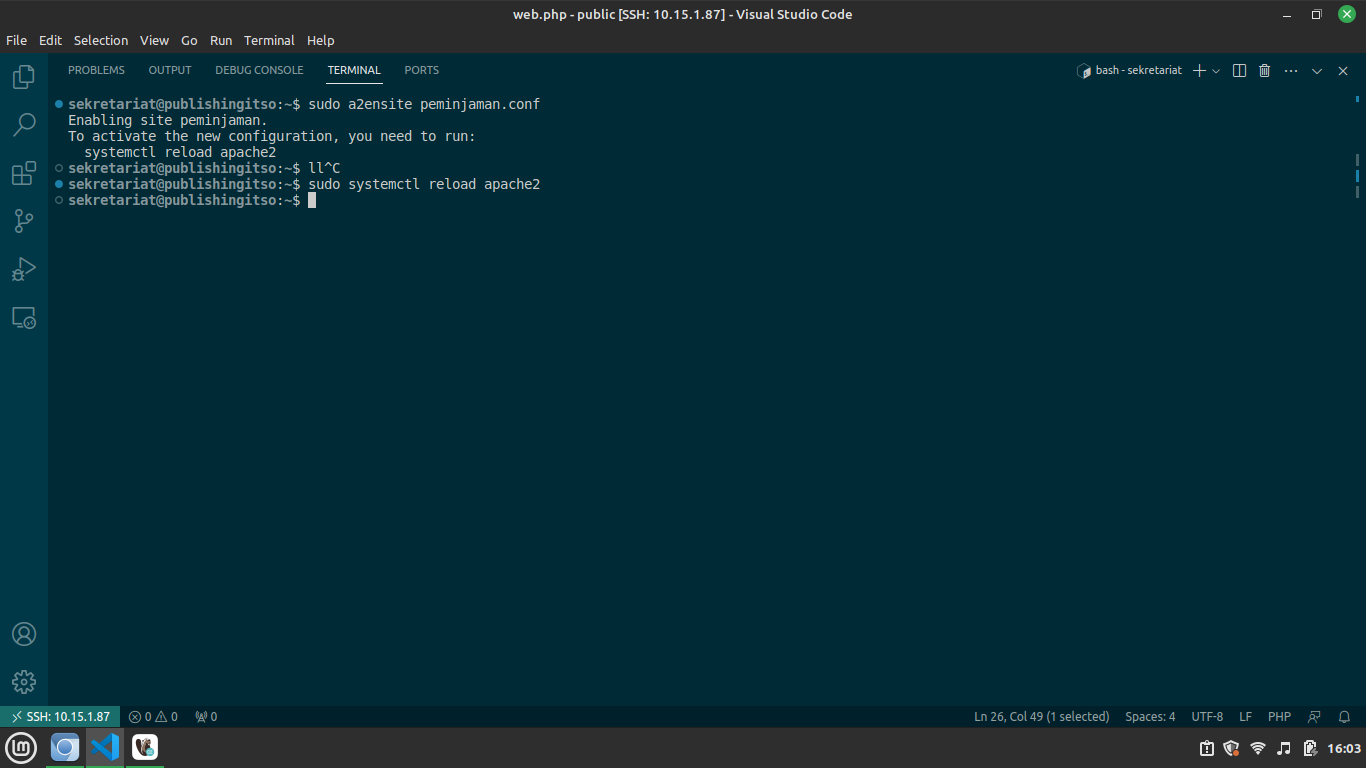 web.php - public [SSH: 10.15.1.87] - Visual Studio Code
File Edit Selection View Go Run Terminal Help
PROBLEMS OUTPUT DEBUG CONSOLE TERMINAL PORTS
bash - sekretariat
sekretariat@publishingitso:~$ sudo a2ensite peminjaman.conf
Enabling site peminjaman.
To activate the new configuration, you need to run:
  systemctl reload apache2
sekretariat@publishingitso:~$ ll^C
sekretariat@publishingitso:~$ sudo systemctl reload apache2
sekretariat@publishingitso:~$
SSH: 10.15.1.87 0 0 0 Ln 26, Col 49 (1 selected) Spaces: 4 UTF-8 LF PHP
16:03